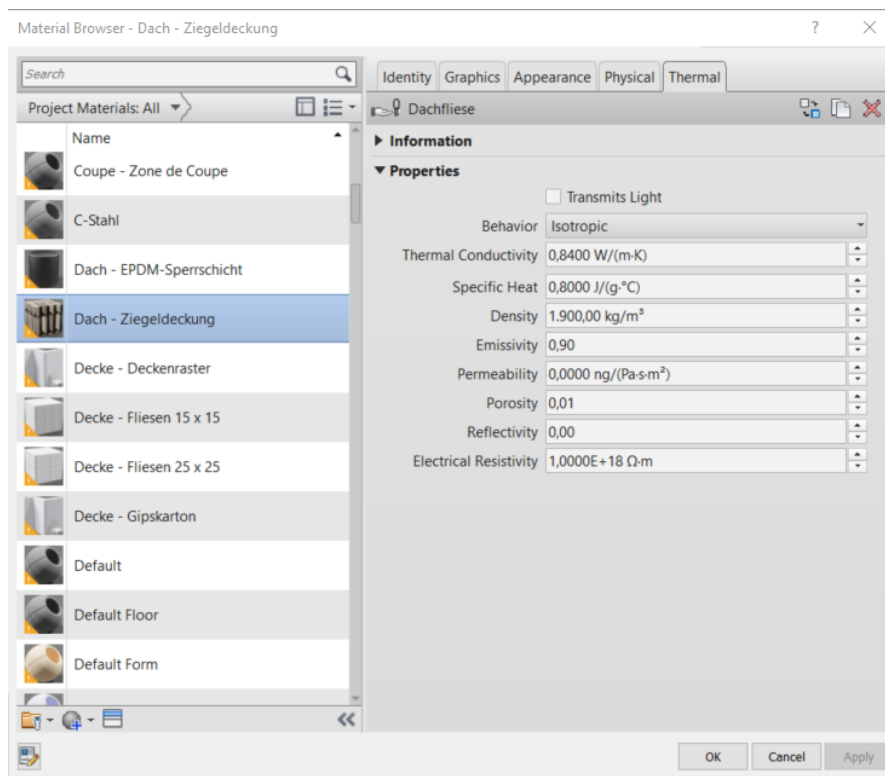 Material Browser - Dach - Ziegeldeckung
?
Search
Project Materials: All
Name
Coupe - Zone de Coupe
C-Stahl
Dach - EPDM-Sperrschicht
Dach - Ziegeldeckung
Decke - Deckenraster
Decke - Fliesen 15 x 15
Decke - Fliesen 25 x 25
Decke - Gipskarton
Default
Default Floor
Default Form
Identity Graphics Appearance Physical Thermal
Dachfliese
Information
Properties
Transmits Light
Behavior Isotropic
Thermal Conductivity 0,8400 W/(m·K)
Specific Heat 0,8000 J/(g·°C)
Density 1.900,00 kg/m³
Emissivity 0,90
Permeability 0,0000 ng/(Pa·s·m²)
Porosity 0,01
Reflectivity 0,00
Electrical Resistivity 1,0000E+18 Ω·m
OK Cancel Apply